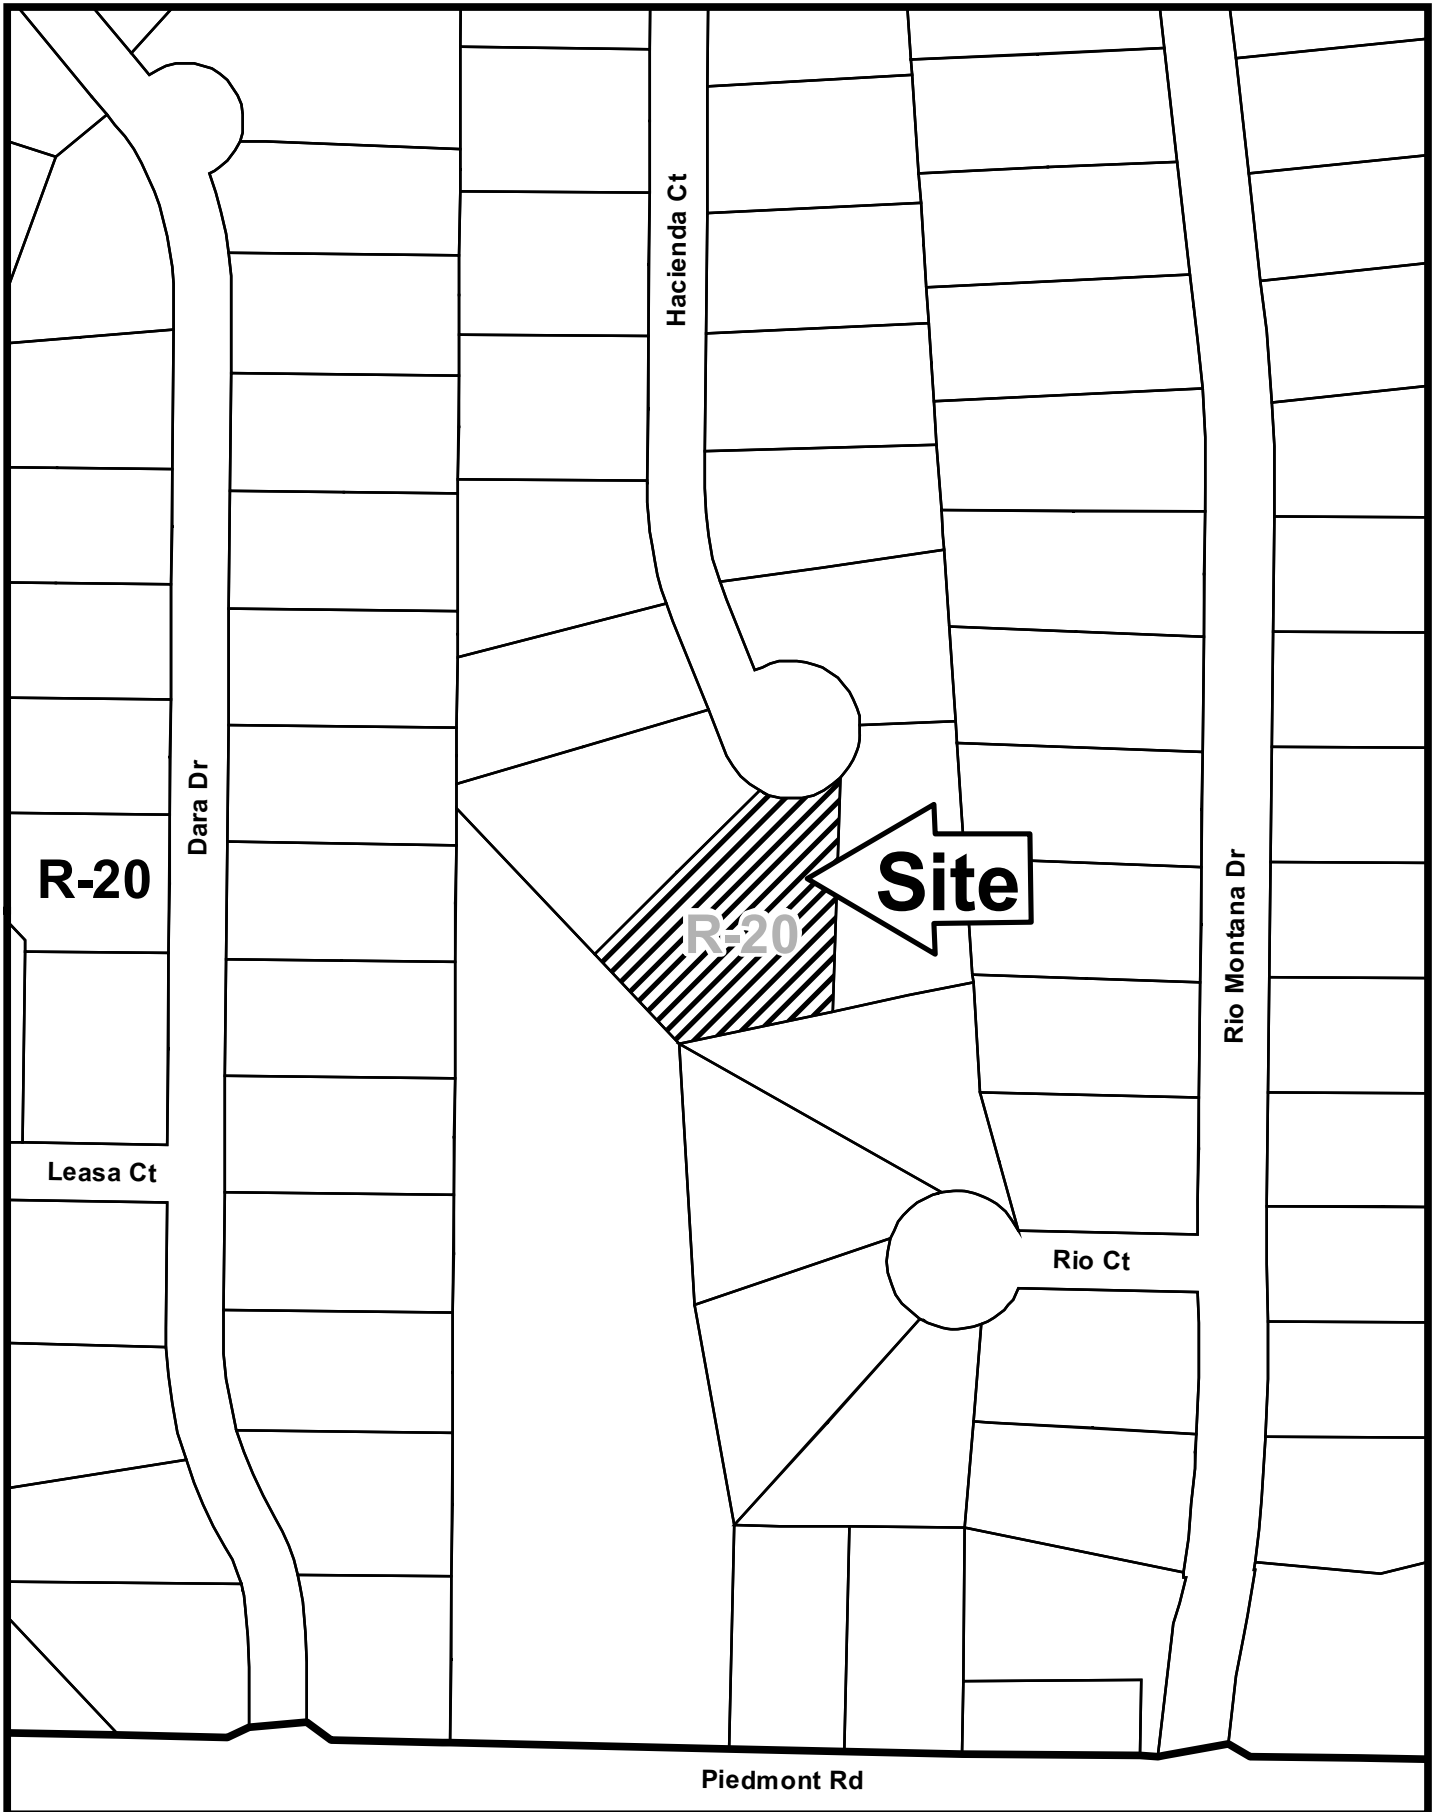 Hacienda Ct
Dara Dr
R-20
Site
R-20
Rio Montana Dr
Leasa Ct
Rio Ct
Piedmont Rd